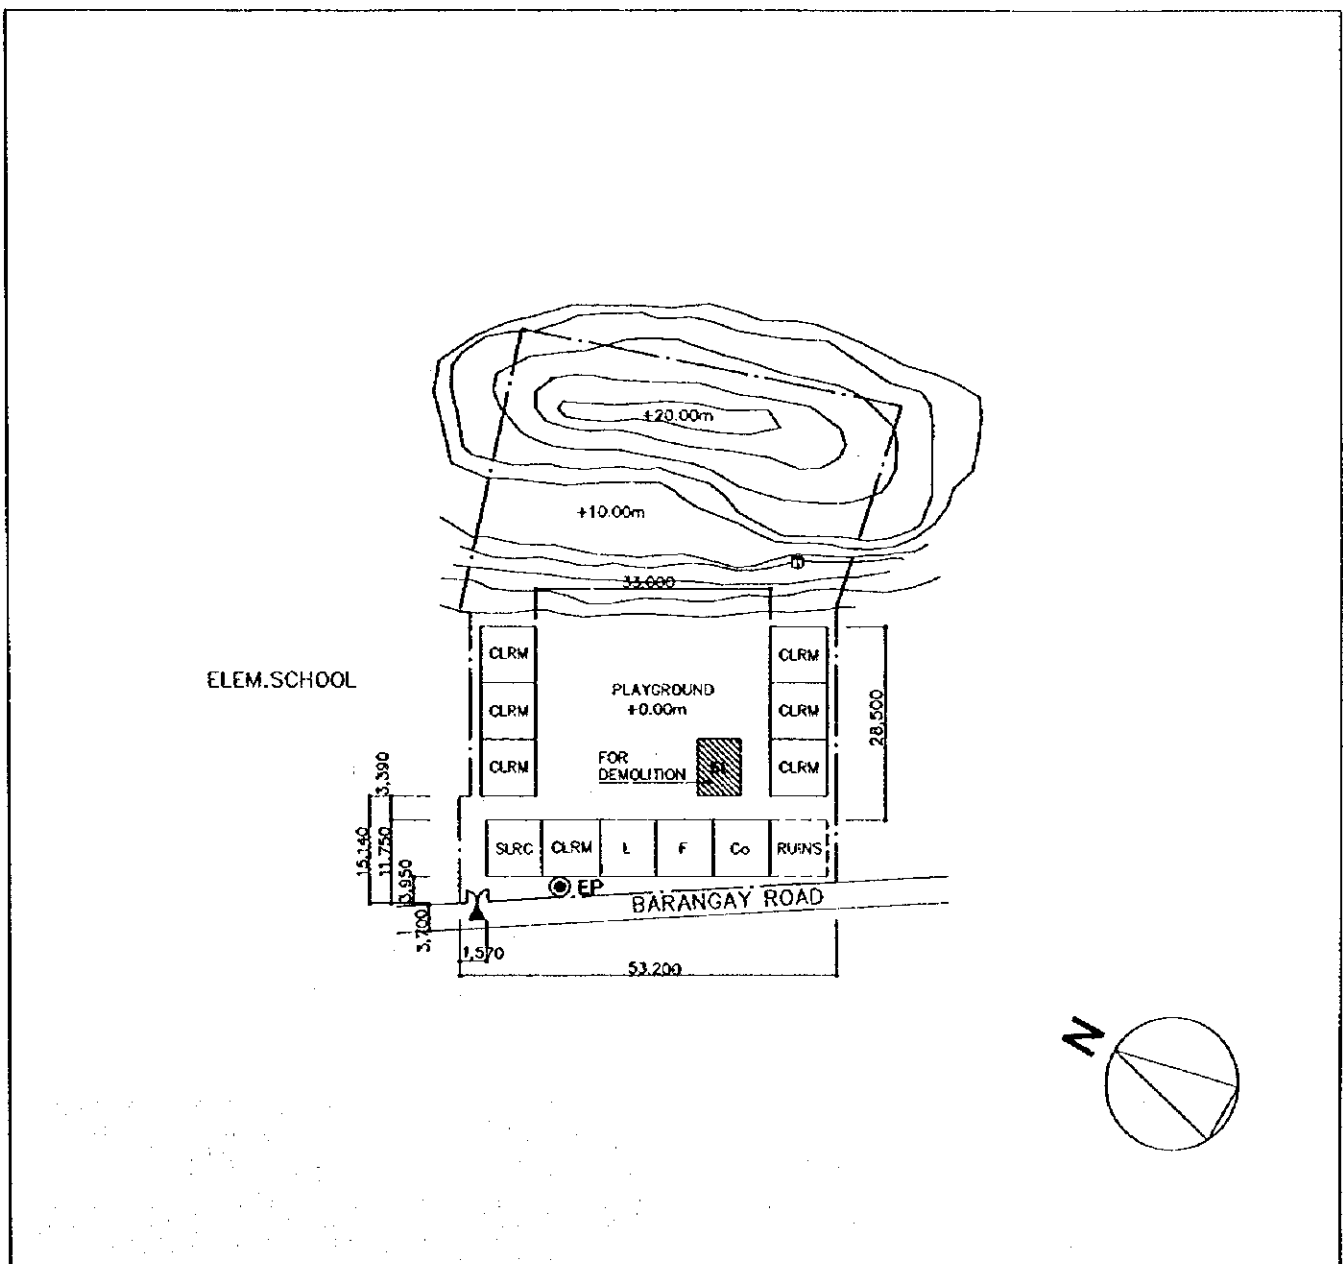 +20.00m
+10.00m
33.000
CLRM
CLRM
ELEM.SCHOOL
PLAYGROUND
+0.00m
CLRM
CLRM
28,500
FOR
DEMOLITION
CLRM
CLRM
3,390
15,140
11,750
3,950
3,700
SLRC
CLRM
L
F
Co
RUINS
EP
BARANGAY ROAD
1,570
53.200
N